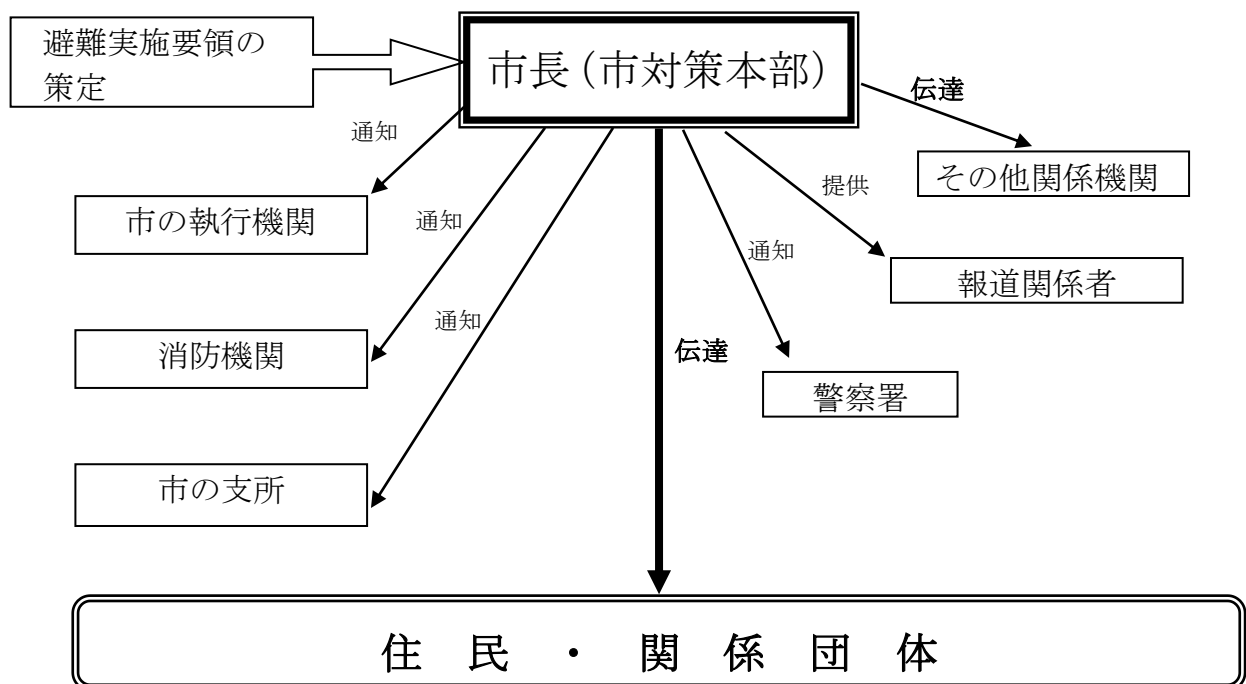 避難実施要領の
策定
市長（市対策本部）
伝達
通知
その他関係機関
提供
市の執行機関
通知
通知
報道関係者
通知
消防機関
伝達
警察署
市の支所
住民・関係団体